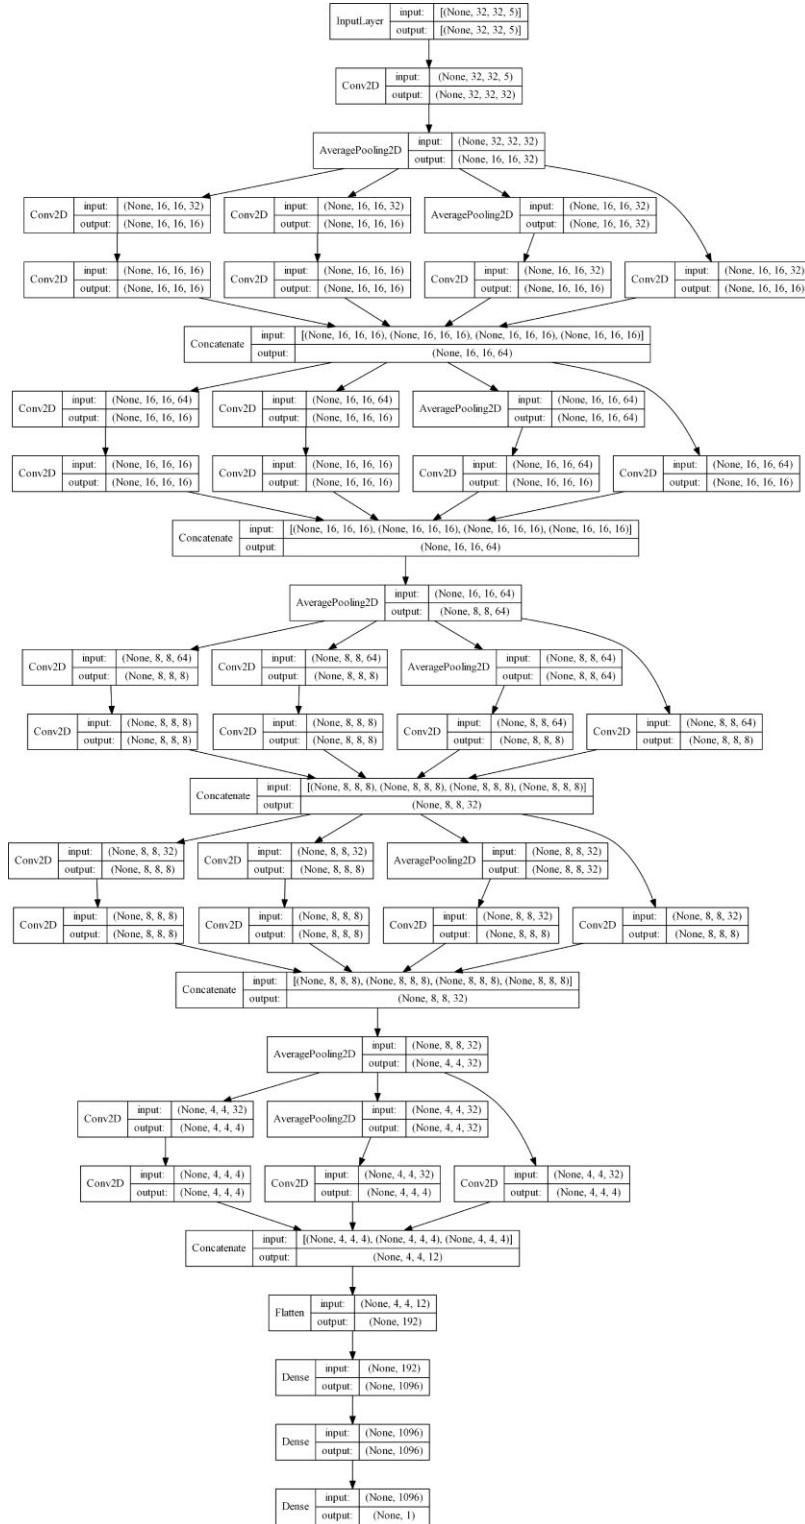 InputLayer input: [(None, 32, 32, 5)]
output: [(None, 32, 32, 5)]
Conv2D input: (None, 32, 32, 5)
output: (None, 32, 32, 32)
AveragePooling2D input: (None, 32, 32, 32)
output: (None, 16, 16, 32)
Conv2D input: (None, 16, 16, 32)
output: (None, 16, 16, 16)
Conv2D input: (None, 16, 16, 32)
output: (None, 16, 16, 16)
AveragePooling2D input: (None, 16, 16, 32)
output: (None, 16, 16, 32)
Conv2D input: (None, 16, 16, 16)
output: (None, 16, 16, 16)
Conv2D input: (None, 16, 16, 16)
output: (None, 16, 16, 16)
Conv2D input: (None, 16, 16, 32)
output: (None, 16, 16, 16)
Conv2D input: (None, 16, 16, 32)
output: (None, 16, 16, 16)
Concatenate input: [(None, 16, 16, 16), (None, 16, 16, 16), (None, 16, 16, 16), (None, 16, 16, 16)]
output: (None, 16, 16, 64)
Conv2D input: (None, 16, 16, 64)
output: (None, 16, 16, 16)
Conv2D input: (None, 16, 16, 64)
output: (None, 16, 16, 16)
AveragePooling2D input: (None, 16, 16, 64)
output: (None, 16, 16, 64)
Conv2D input: (None, 16, 16, 16)
output: (None, 16, 16, 16)
Conv2D input: (None, 16, 16, 16)
output: (None, 16, 16, 16)
Conv2D input: (None, 16, 16, 64)
output: (None, 16, 16, 16)
Conv2D input: (None, 16, 16, 64)
output: (None, 16, 16, 16)
Concatenate input: [(None, 16, 16, 16), (None, 16, 16, 16), (None, 16, 16, 16), (None, 16, 16, 16)]
output: (None, 16, 16, 64)
AveragePooling2D input: (None, 16, 16, 64)
output: (None, 8, 8, 64)
Conv2D input: (None, 8, 8, 64)
output: (None, 8, 8, 8)
Conv2D input: (None, 8, 8, 64)
output: (None, 8, 8, 8)
AveragePooling2D input: (None, 8, 8, 64)
output: (None, 8, 8, 64)
Conv2D input: (None, 8, 8, 8)
output: (None, 8, 8, 8)
Conv2D input: (None, 8, 8, 8)
output: (None, 8, 8, 8)
Conv2D input: (None, 8, 8, 64)
output: (None, 8, 8, 8)
Conv2D input: (None, 8, 8, 64)
output: (None, 8, 8, 8)
Concatenate input: [(None, 8, 8, 8), (None, 8, 8, 8), (None, 8, 8, 8), (None, 8, 8, 8)]
output: (None, 8, 8, 32)
Conv2D input: (None, 8, 8, 32)
output: (None, 8, 8, 8)
Conv2D input: (None, 8, 8, 32)
output: (None, 8, 8, 8)
AveragePooling2D input: (None, 8, 8, 32)
output: (None, 8, 8, 32)
Conv2D input: (None, 8, 8, 8)
output: (None, 8, 8, 8)
Conv2D input: (None, 8, 8, 8)
output: (None, 8, 8, 8)
Conv2D input: (None, 8, 8, 32)
output: (None, 8, 8, 8)
Conv2D input: (None, 8, 8, 32)
output: (None, 8, 8, 8)
Concatenate input: [(None, 8, 8, 8), (None, 8, 8, 8), (None, 8, 8, 8), (None, 8, 8, 8)]
output: (None, 8, 8, 32)
AveragePooling2D input: (None, 8, 8, 32)
output: (None, 4, 4, 32)
Conv2D input: (None, 4, 4, 32)
output: (None, 4, 4, 4)
AveragePooling2D input: (None, 4, 4, 32)
output: (None, 4, 4, 32)
Conv2D input: (None, 4, 4, 4)
output: (None, 4, 4, 4)
Conv2D input: (None, 4, 4, 32)
output: (None, 4, 4, 4)
Conv2D input: (None, 4, 4, 32)
output: (None, 4, 4, 4)
Concatenate input: [(None, 4, 4, 4), (None, 4, 4, 4), (None, 4, 4, 4)]
output: (None, 4, 4, 12)
Flatten input: (None, 4, 4, 12)
output: (None, 192)
Dense input: (None, 192)
output: (None, 1096)
Dense input: (None, 1096)
output: (None, 1096)
Dense input: (None, 1096)
output: (None, 1)